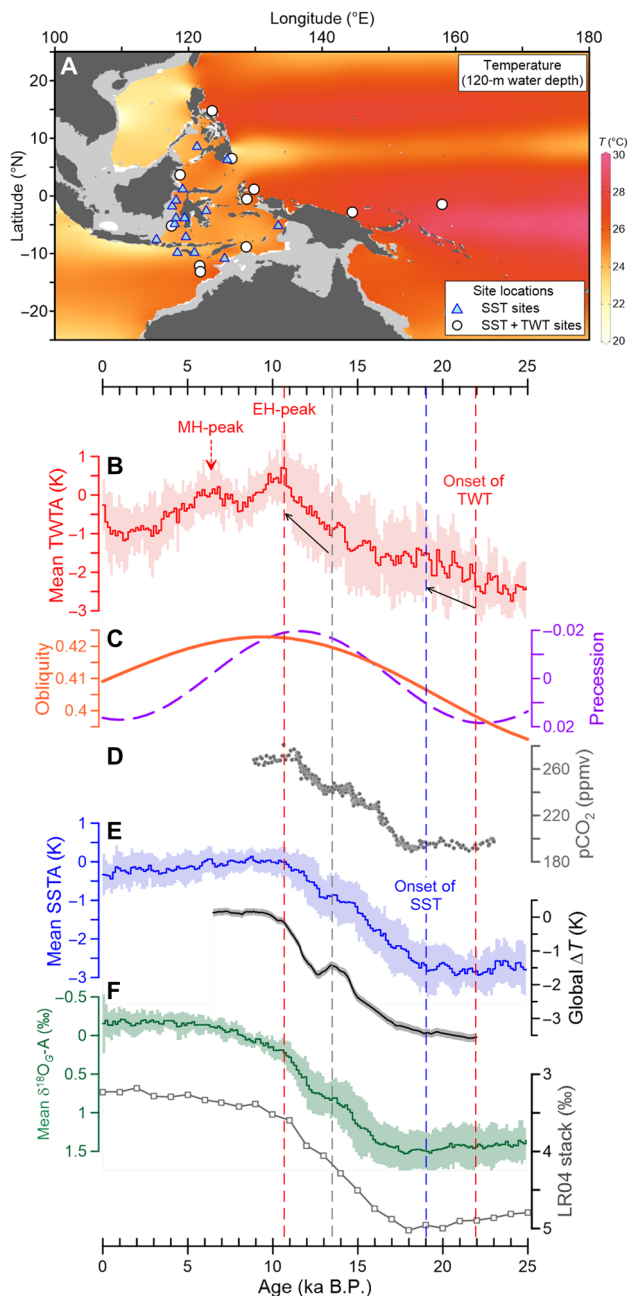 Longitude (°E)
100 120 140 160 180
A
Temperature
(120-m water depth)
T (°C)
30
28
26
24
22
20
Latitude (°N)
20
10
0
−10
−20
Site locations
SST sites
SST + TWT sites
0 5 10 15 20 25
EH-peak
MH-peak
B
Onset of
TWT
Mean TWTA (K)
1
0
−1
−2
−3
C
Obliquity
0.42
0.41
0.4
Precession
−0.02
0
0.02
D
pCO2 (ppmv)
260
220
180
E
Mean SSTA (K)
1
0
−1
−2
−3
Onset of
SST
Global ΔT (K)
0
−1
−2
−3
F
Mean δ18OG-A (‰)
−0.5
0
0.5
1
1.5
LR04 stack (‰)
3
4
5
0 5 10 15 20 25
Age (ka B.P.)